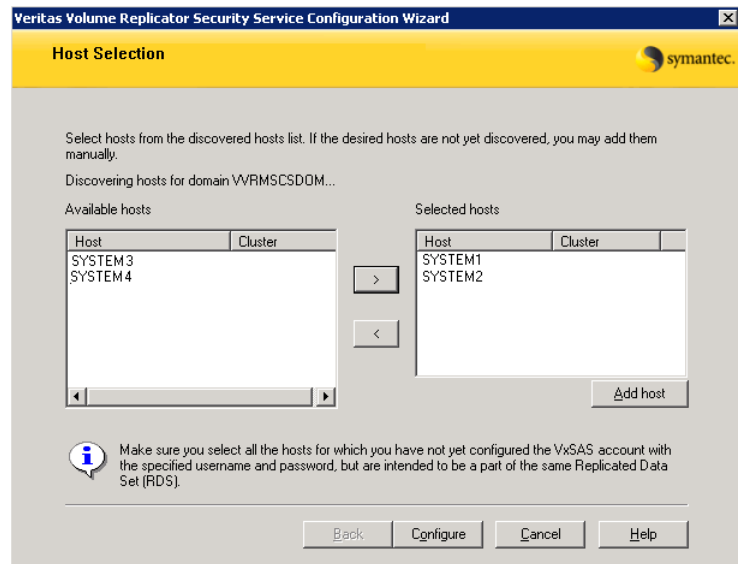 Veritas Volume Replicator Security Service Configuration Wizard
Host Selection
symantec.
Select hosts from the discovered hosts list. If the desired hosts are not yet discovered, you may add them
manually.
Discovering hosts for domain VVRMSCSDOM...
Available hosts
Selected hosts
Host Cluster
SYSTEM3
SYSTEM4
>
<
Host Cluster
SYSTEM1
SYSTEM2
Add host
Make sure you select all the hosts for which you have not yet configured the VxSAS account with
the specified username and password, but are intended to be a part of the same Replicated Data
Set (RDS).
Back Configure Cancel Help